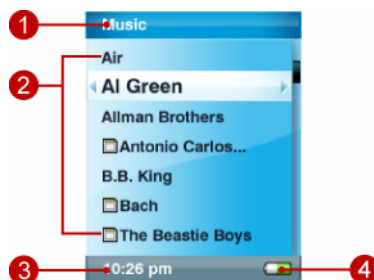 1
Music
2
Air
Al Green
Allman Brothers
Antonio Carlos...
B.B. King
Bach
The Beastie Boys
3
10:26 pm
4